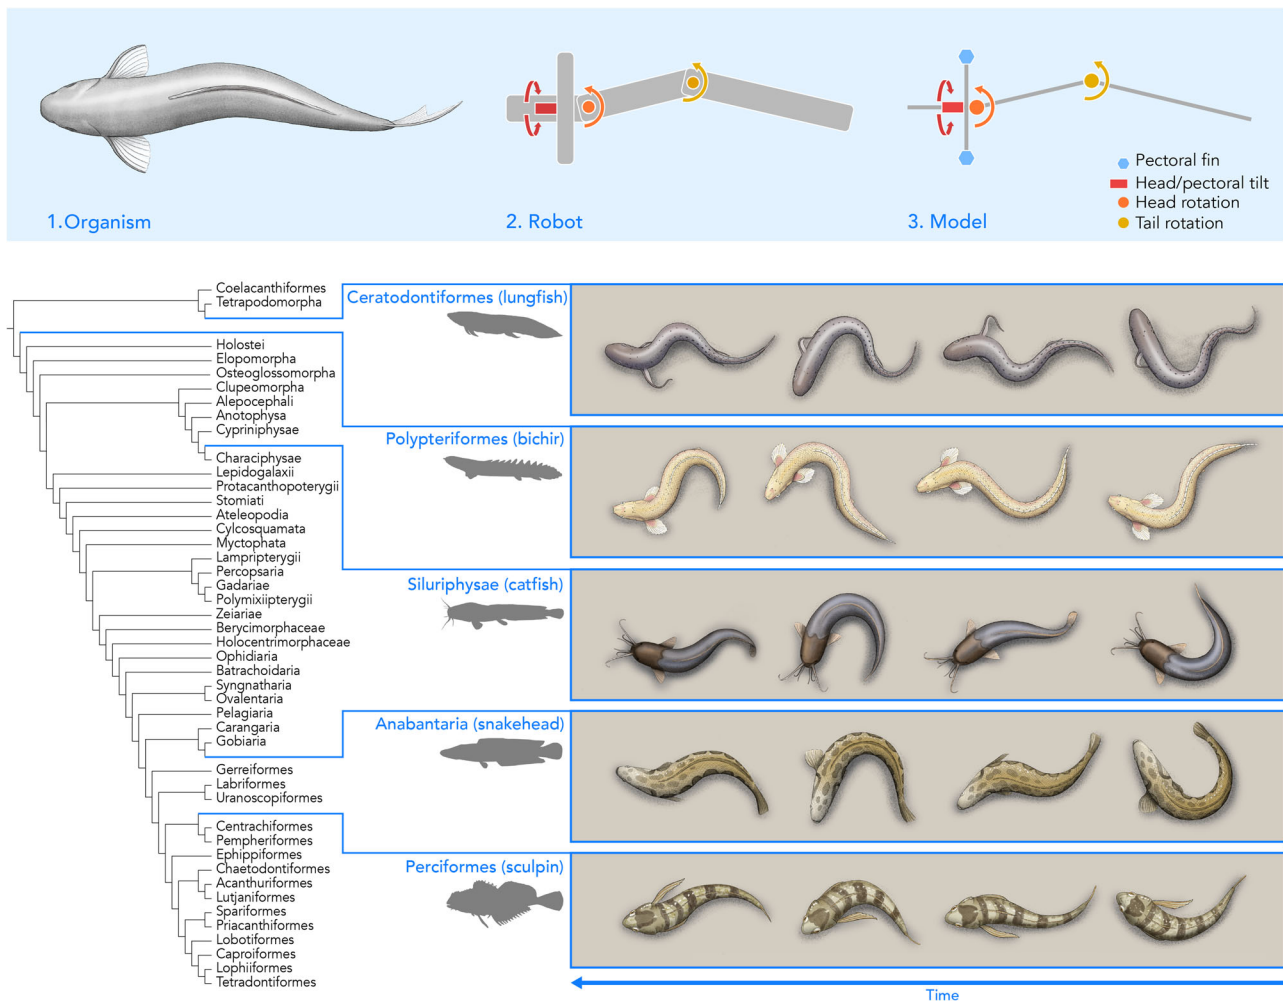 1.Organism
2. Robot
3. Model
Pectoral fin
Head/pectoral tilt
Head rotation
Tail rotation
Coelacanthiformes
Tetrapodomorpha
Ceratodontiformes (lungfish)
Holostei
Elopomorpha
Osteoglossomorpha
Clupeomorpha
Alepocephali
Anotophysa
Cypriniphysae
Polypteriformes (bichir)
Characiphysae
Lepidogalaxii
Protacanthopoterygii
Stomiati
Ateleopodia
Cylcosquamata
Myctophata
Lampripterygii
Percopsaria
Gadariae
Polymixiipterygii
Siluriphysae (catfish)
Zeiariae
Berycimorphaceae
Holocentrimorphaceae
Ophidiaria
Batrachoidaria
Syngnatharia
Ovalentaria
Pelagiaria
Carangaria
Gobiaria
Anabantaria (snakehead)
Gerreiformes
Labriformes
Uranoscopiformes
Centrachiformes
Pempheriformes
Ephippiformes
Chaetodontiformes
Acanthuriformes
Lutjaniformes
Spariformes
Priacanthiformes
Lobotiformes
Caproiformes
Lophiiformes
Tetradontiformes
Perciformes (sculpin)
Time